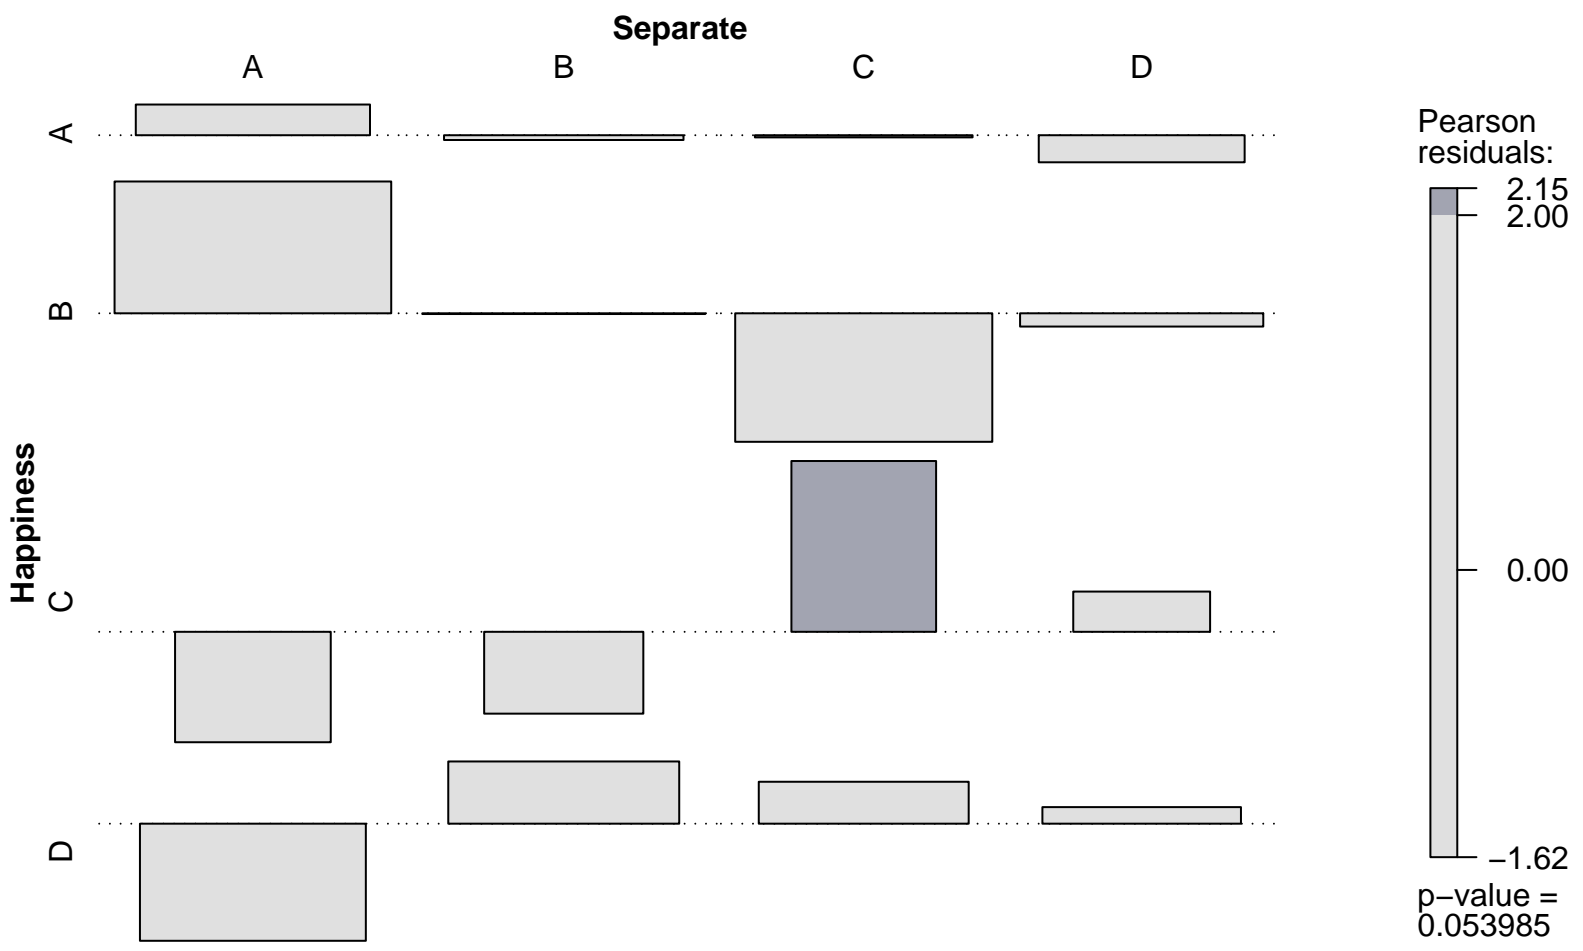 Separate
A B C D
Happiness
A
B
C
D
Pearson
residuals:
2.15
2.00
0.00
−1.62
p−value =
0.053985